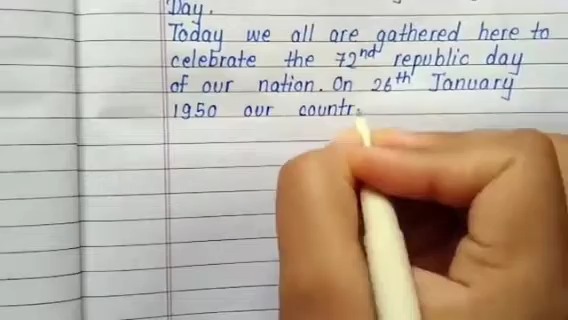 Day.
Today we all are gathered here to
celebrate the 72nd republic day
of our nation. On 26th January
1950 our countr